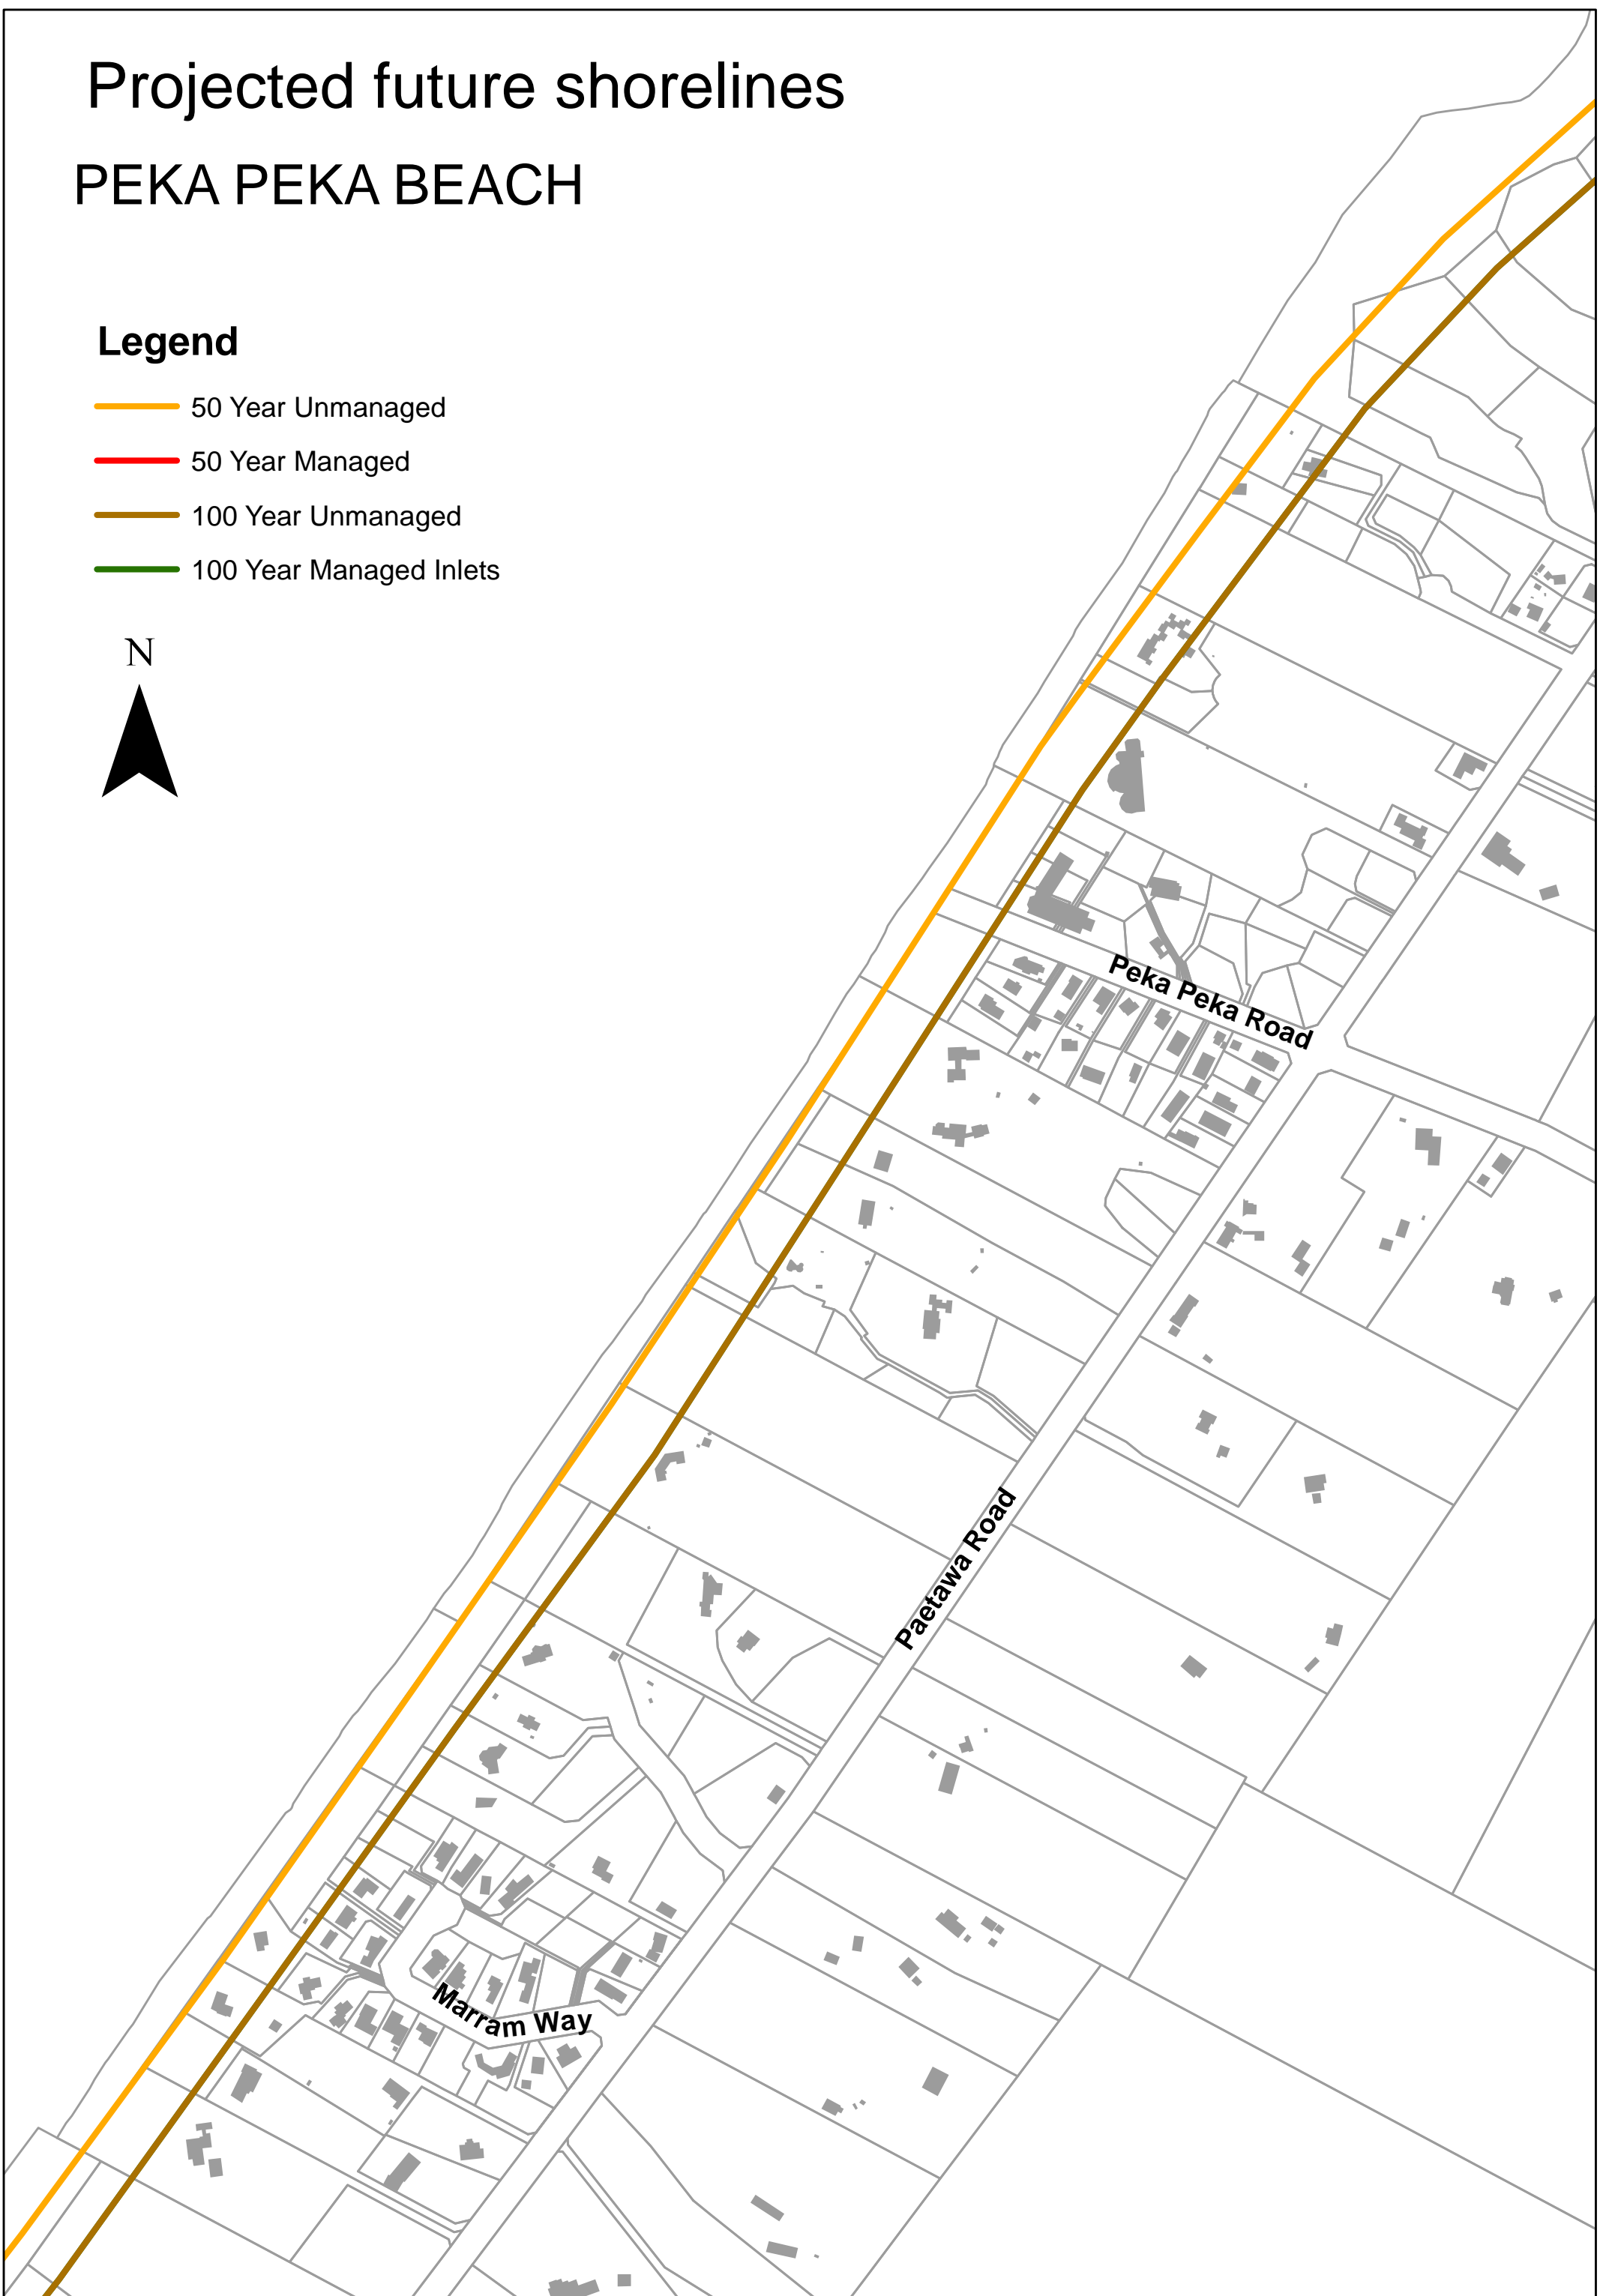 Projected future shorelines
PEKA PEKA BEACH
Legend
50 Year Unmanaged
50 Year Managed
100 Year Unmanaged
100 Year Managed Inlets
N
Peka Peka Road
Paetawa Road
Marram Way